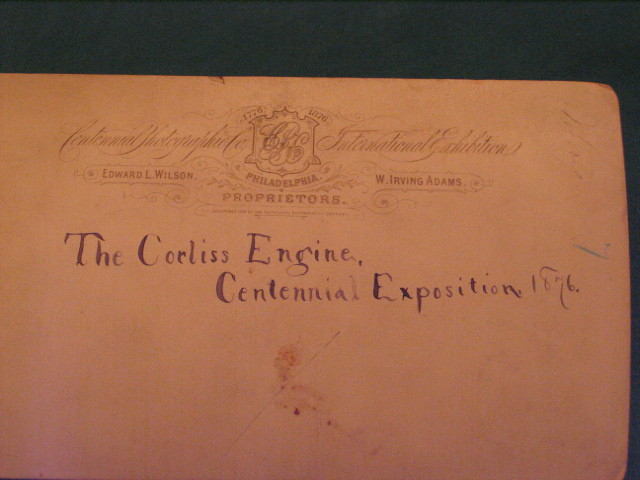 1776. 1876.
Centennial Photographic Co. International Exhibition
CPC
PHILADELPHIA.
EDWARD L. WILSON. W. IRVING ADAMS.
PROPRIETORS.
The Corliss Engine,
Centennial Exposition, 1876.